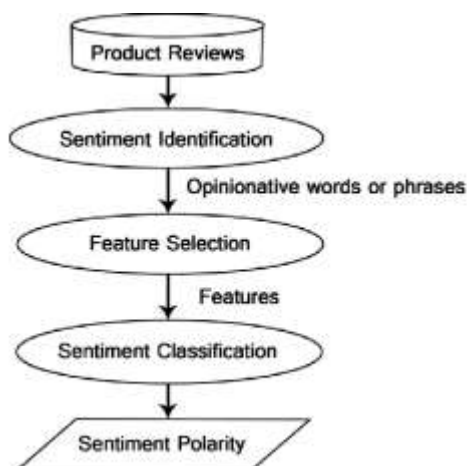 Product Reviews
Sentiment Identification
Opinionative words or phrases
Feature Selection
Features
Sentiment Classification
Sentiment Polarity